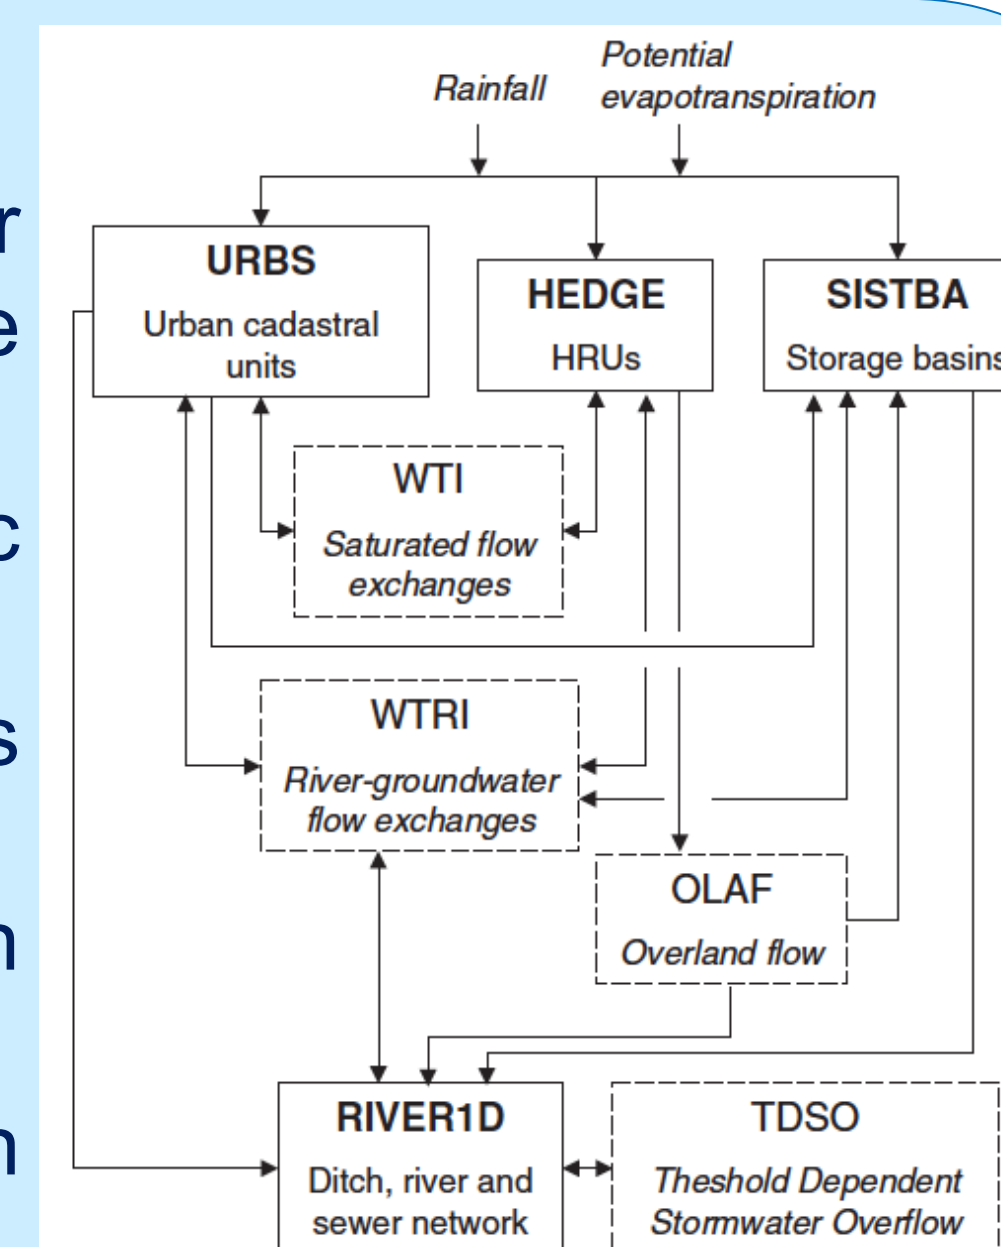 r
e
c
s
n
n
Rainfall
Potential
evapotranspiration
URBS
Urban cadastral
units
HEDGE
HRUs
SISTBA
Storage basins
WTI
Saturated flow
exchanges
WTRI
River-groundwater
flow exchanges
OLAF
Overland flow
RIVER1D
Ditch, river and
sewer network
TDSO
Threshold Dependent
Stormwater Overflow